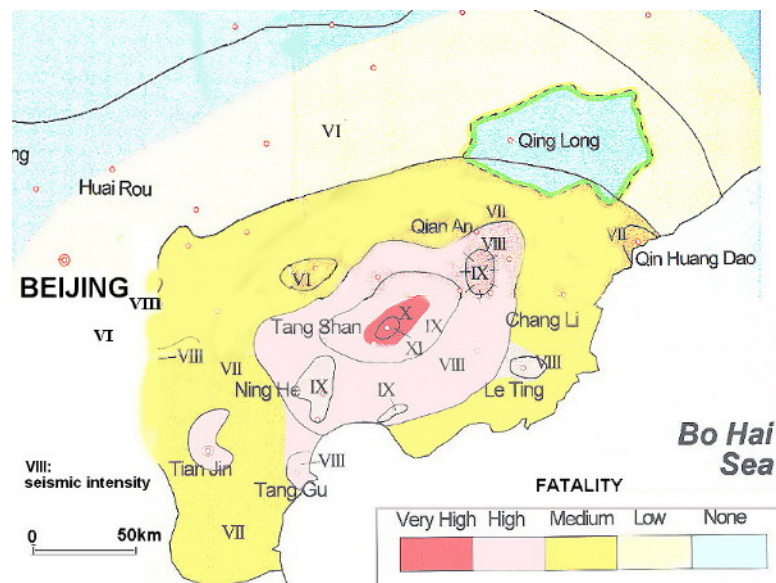 VI
Qing Long
ng
Huai Rou
VII
Qian An
VII
VIII
Qin Huang Dao
VI
IX
BEIJING
VIII
X
Tang Shan
IX
Chang Li
VI
XI
VIII
VII
VIII
VIII
Ning He
IX
IX
Le Ting
Bo Hai
Sea
VIII:
seismic intensity
Tian Jin
VIII
Tang Gu
FATALITY
0 50km
VII
Very High High Medium Low None